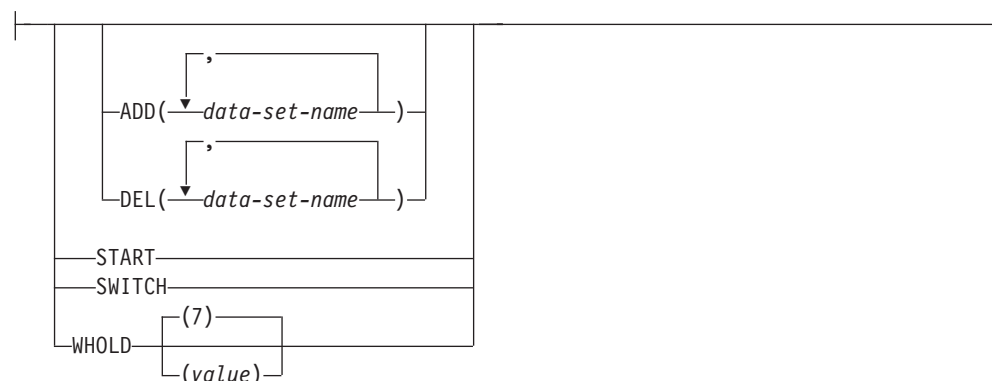 ,
ADD( data-set-name )
,
DEL( data-set-name )
START
SWITCH
(7)
WHOLD
(value)